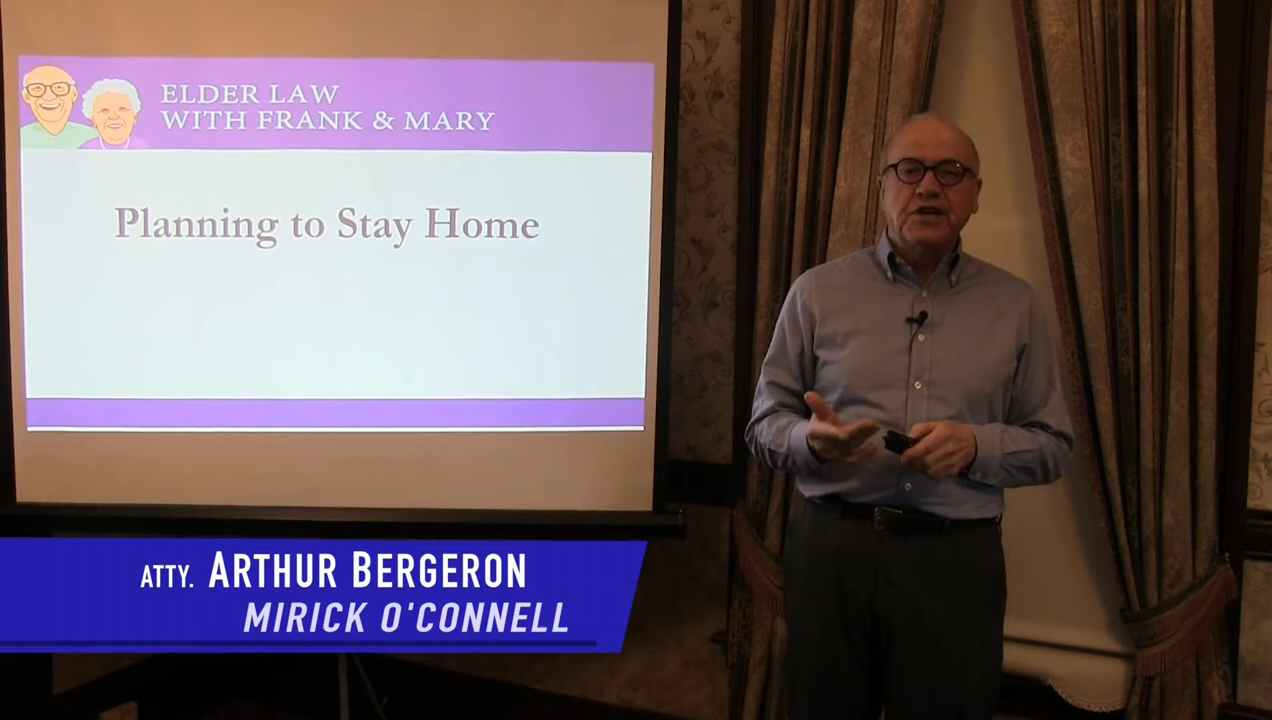 ELDER LAW
WITH FRANK & MARY
Planning to Stay Home
ATTY. ARTHUR BERGERON
MIRICK O'CONNELL